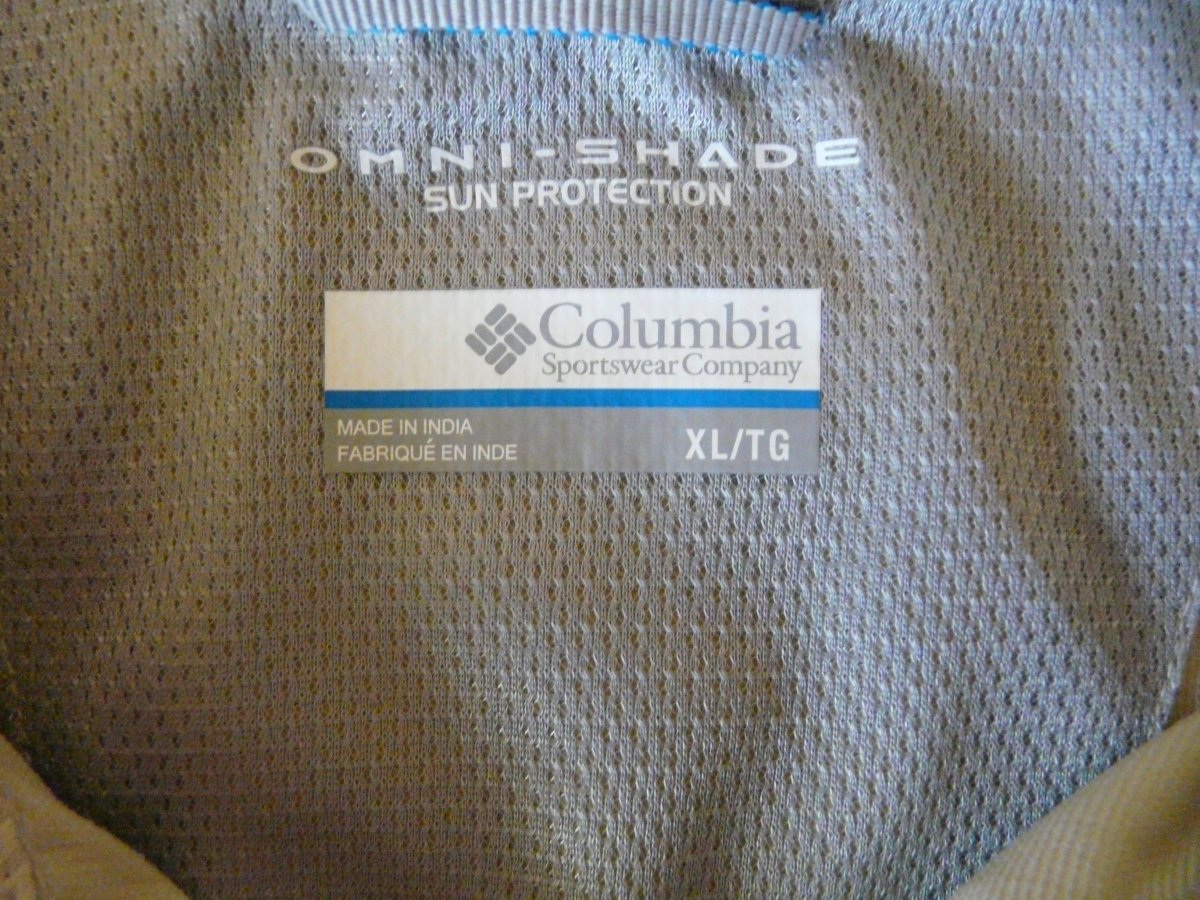 OMNI-SHADE
SUN PROTECTION
Columbia
Sportswear Company
MADE IN INDIA
FABRIQUÉ EN INDE
XL/TG